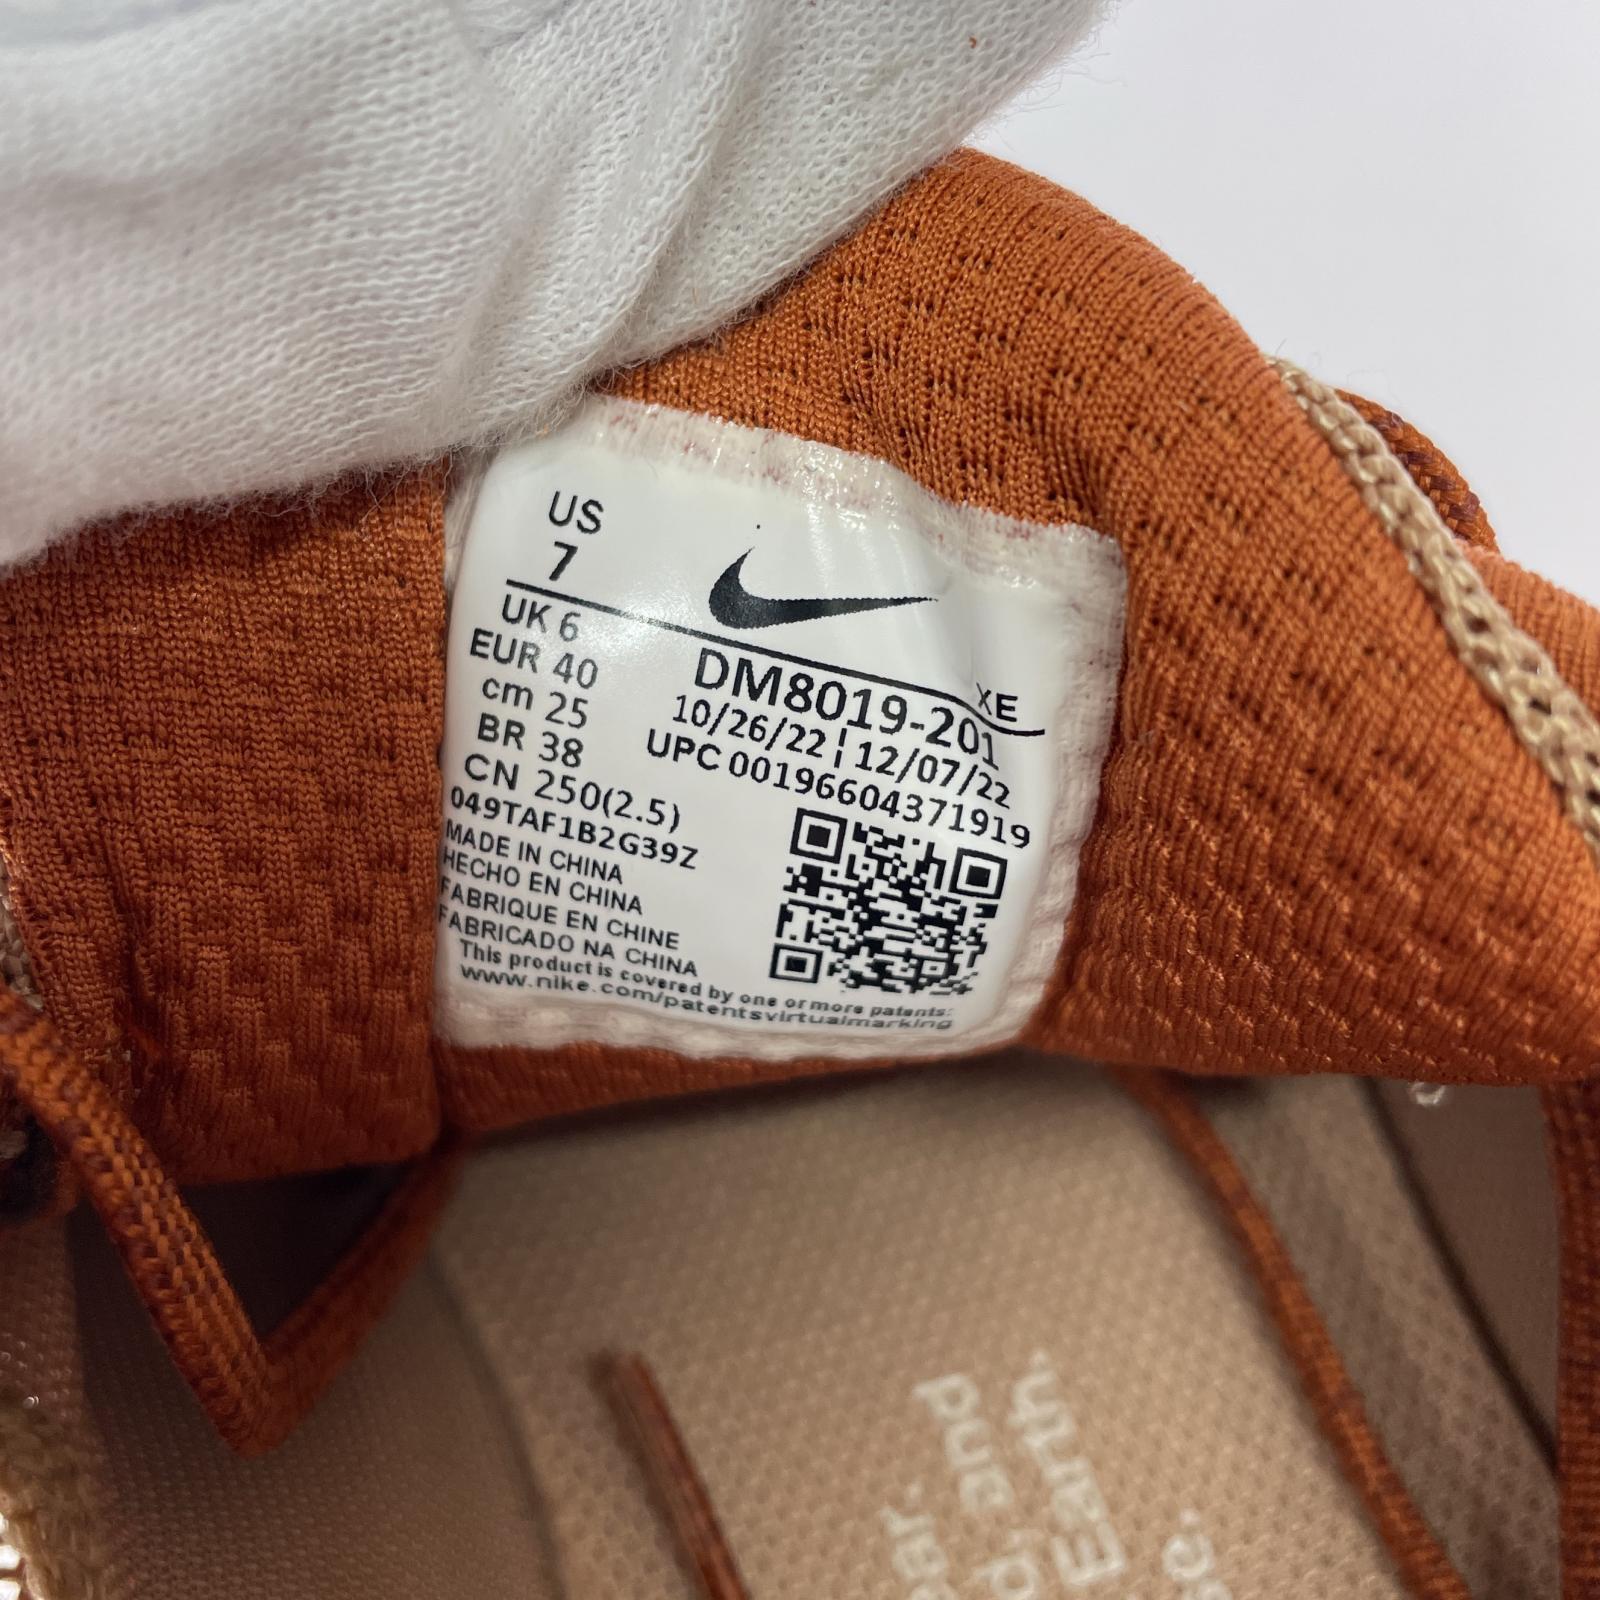 US
7
UK 6
EUR 40
cm 25
BR 38
CN 250(2.5)
049TAF1B2G39Z
MADE IN CHINA
HECHO EN CHINA
FABRIQUE EN CHINE
FABRICADO NA CHINA
This product is covered by one or more patents:
www.nike.com/patentsvirtualmarking
XE
DM8019-201
10/26/22 ¦ 12/07/22
UPC 00196604371919
and
Earth.